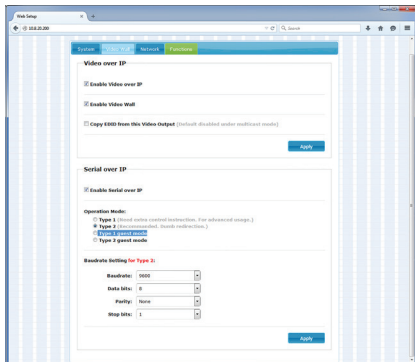 Web Setup
10.0.20.200
Search
System Video Wall Network Functions
Video over IP
Enable Video over IP
Enable Video Wall
Copy EDID from this Video Output (Default disabled under multicast mode)
Apply
Serial over IP
Enable Serial over IP
Operation Mode:
Type 1 (Need extra control instruction. For advanced usage.)
Type 2 (Recommended. Dumb redirection.)
Type 1 guest mode
Type 2 guest mode
Baudrate Setting for Type 2:
Baudrate: 9600
Data bits: 8
Parity: None
Stop bits: 1
Apply